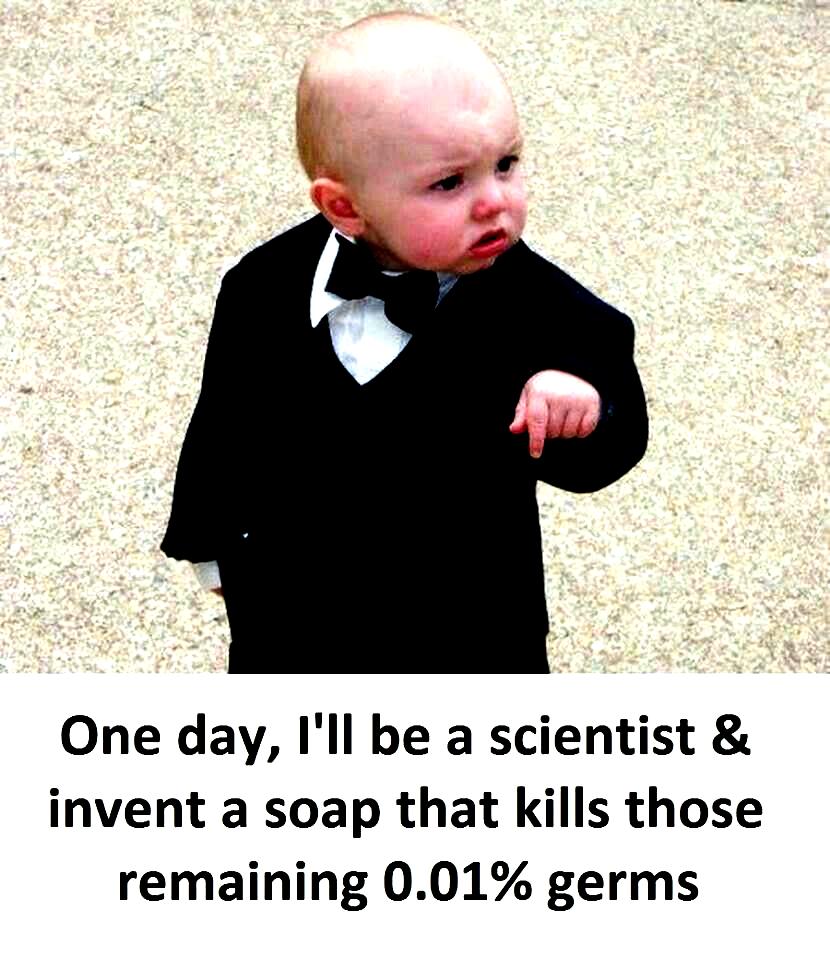 One day, I'll be a scientist &
invent a soap that kills those
remaining 0.01% germs